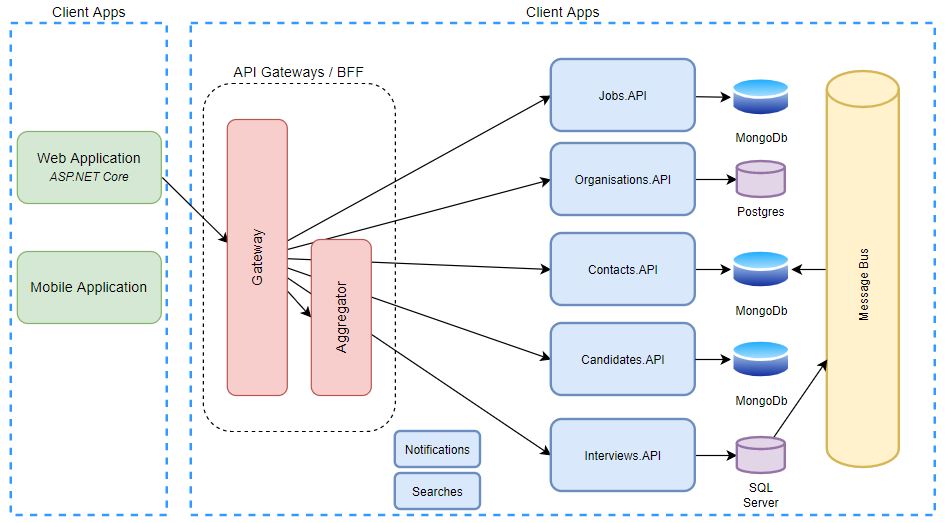 Client Apps
Client Apps
API Gateways / BFF
Web Application
ASP.NET Core
Mobile Application
Gateway
Aggregator
Jobs.API
MongoDb
Organisations.API
Postgres
Contacts.API
MongoDb
Candidates.API
MongoDb
Interviews.API
SQL
Server
Message Bus
Notifications
Searches